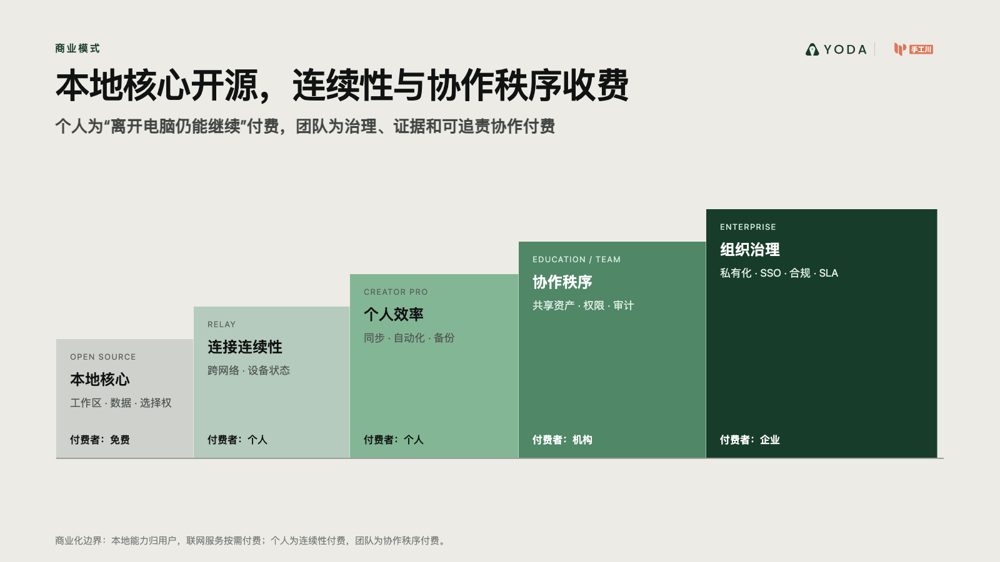 商业模式
YODA
手工川
本地核心开源，连续性与协作秩序收费
个人为“离开电脑仍能继续”付费，团队为治理、证据和可追责协作付费
OPEN SOURCE
本地核心
工作区 · 数据 · 选择权
付费者：免费
RELAY
连接连续性
跨网络 · 设备状态
付费者：个人
CREATOR PRO
个人效率
同步 · 自动化 · 备份
付费者：个人
EDUCATION / TEAM
协作秩序
共享资产 · 权限 · 审计
付费者：机构
ENTERPRISE
组织治理
私有化 · SSO · 合规 · SLA
付费者：企业
商业化边界：本地能力归用户，联网服务按需付费；个人为连续性付费，团队为协作秩序付费。